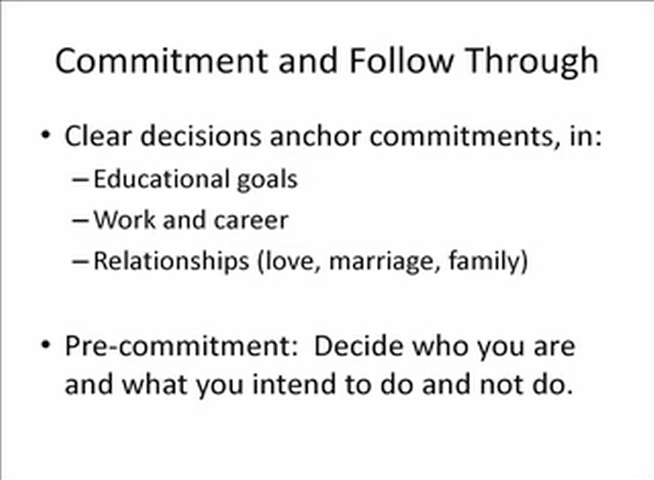 Commitment and Follow Through
• Clear decisions anchor commitments, in:
– Educational goals
– Work and career
– Relationships (love, marriage, family)
• Pre-commitment:  Decide who you are
and what you intend to do and not do.